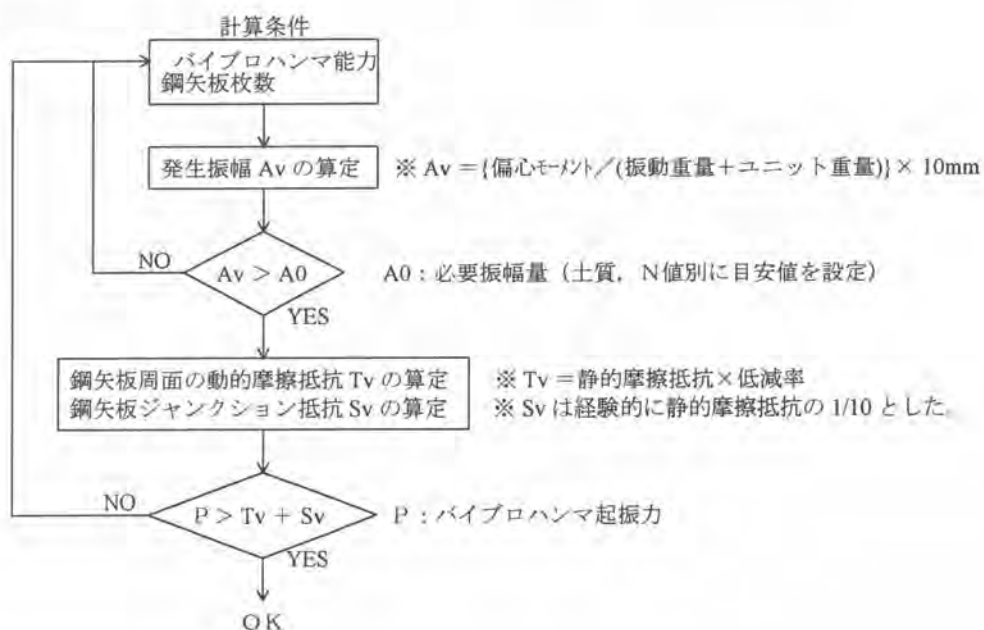 計算条件
バイブロハンマ能力
鋼矢板枚数
発生振幅 Av の算定
※ Av ={偏心モーメント／(振動重量＋ユニット重量)}× 10mm
NO
Av > A0
A0：必要振幅量（土質，N値別に目安値を設定）
YES
鋼矢板周面の動的摩擦抵抗 Tv の算定
鋼矢板ジャンクション抵抗 Sv の算定
※ Tv ＝静的摩擦抵抗×低減率
※ Sv は経験的に静的摩擦抵抗の 1/10 とした。
NO
P > Tv + Sv
P：バイブロハンマ起振力
YES
OK